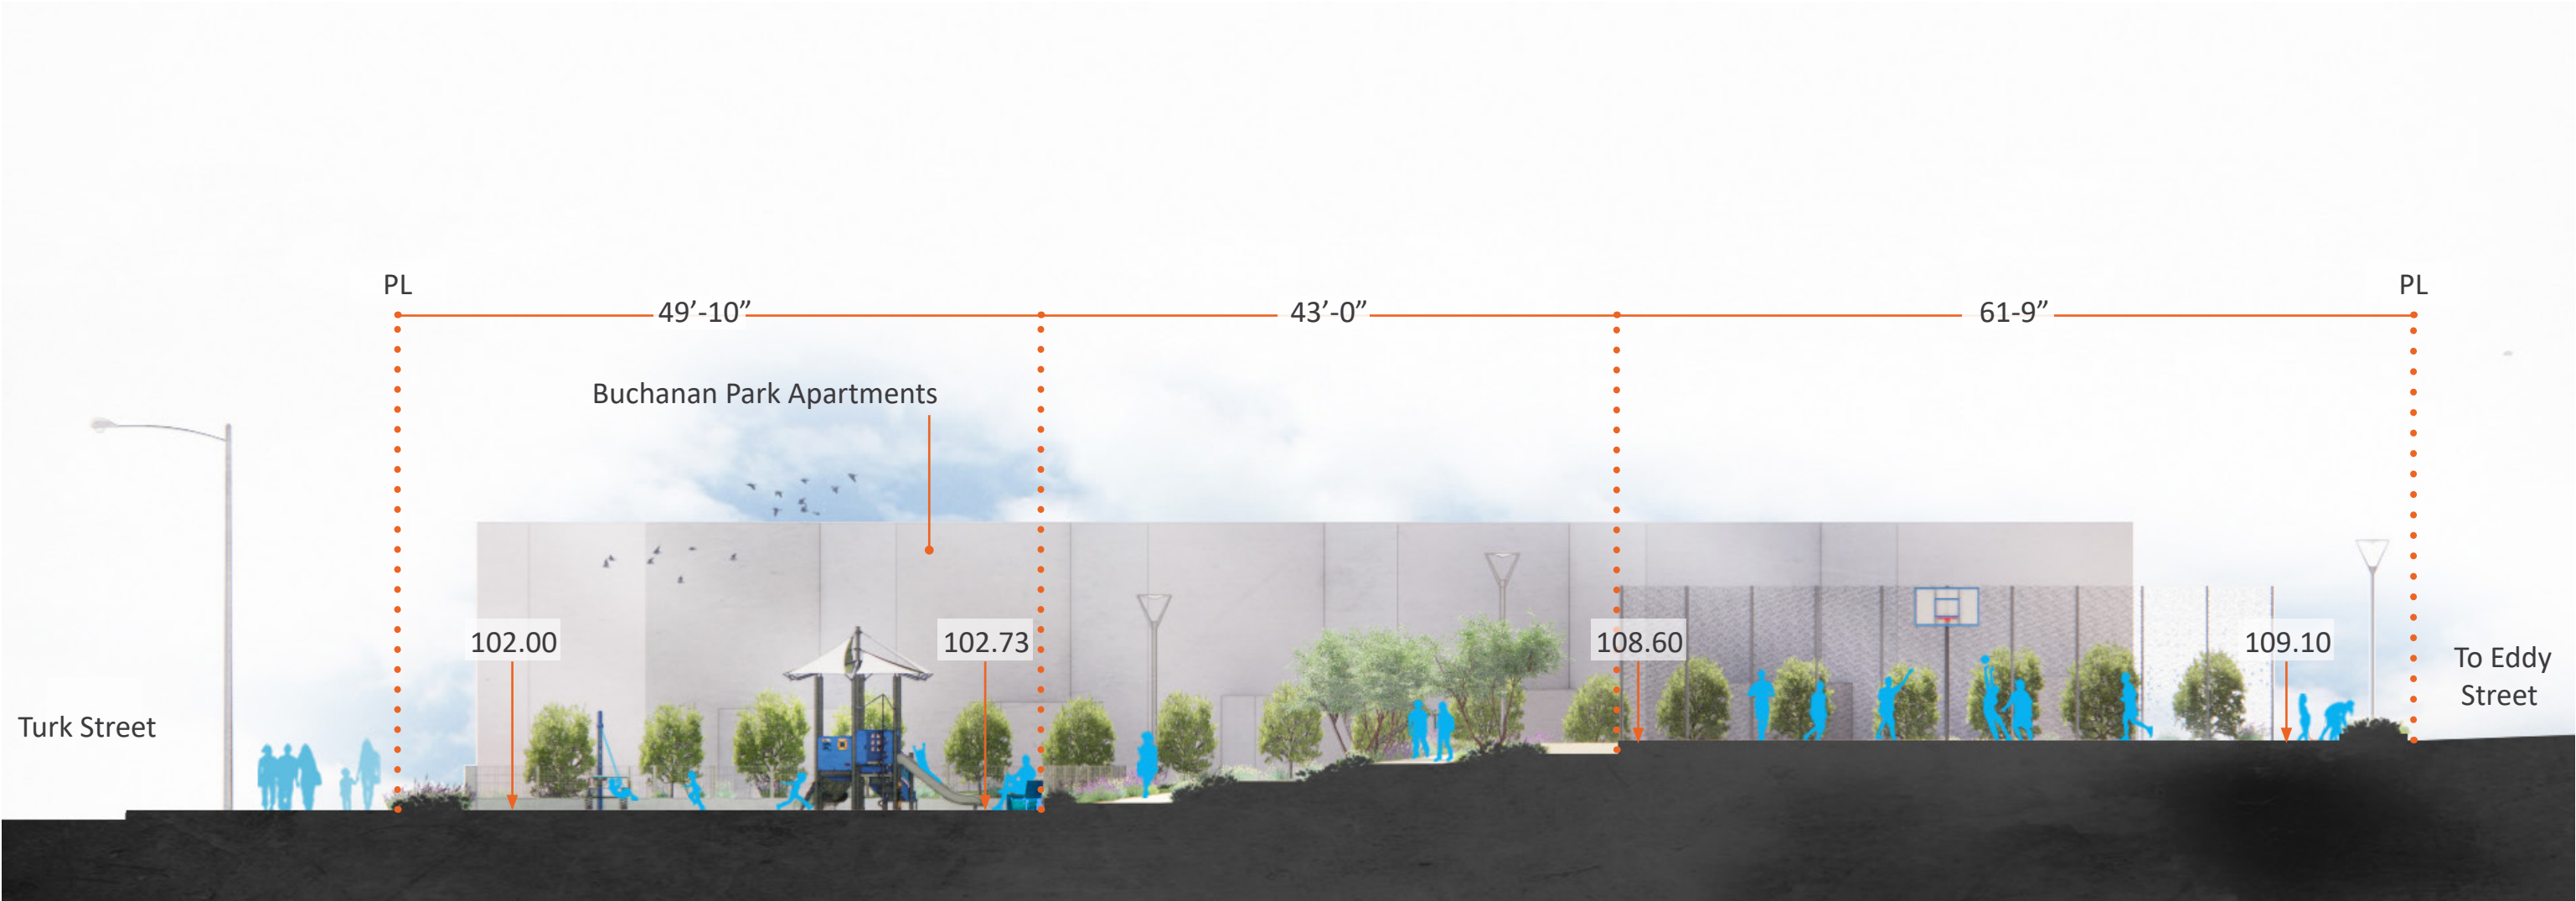 PL
PL
49’-10”
43’-0”
61-9”
Buchanan Park Apartments
102.00
102.73
108.60
109.10
To Eddy
Street
Turk Street